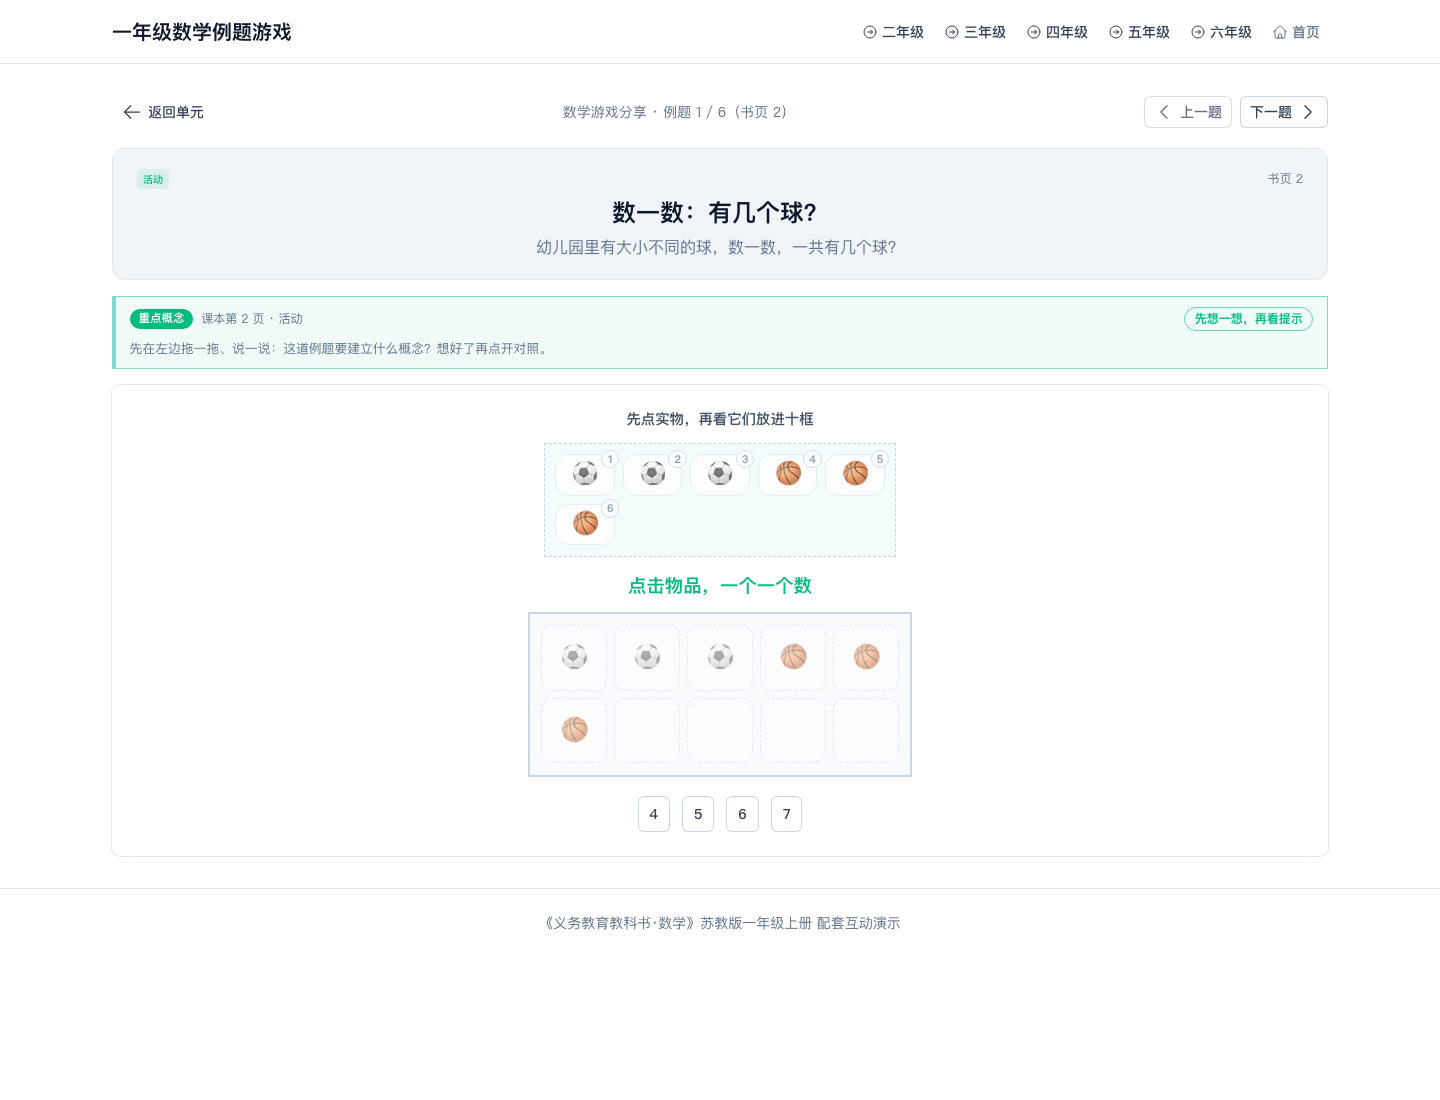 一年级数学例题游戏
二年级 三年级 四年级 五年级 六年级 首页
返回单元
数学游戏分享 · 例题 1 / 6（书页 2）
上一题 下一题
活动
书页 2
数一数：有几个球？
幼儿园里有大小不同的球，数一数，一共有几个球？
重点概念 课本第 2 页 · 活动
先想一想，再看提示
先在左边拖一拖、说一说：这道例题要建立什么概念？想好了再点开对照。
先点实物，再看它们放进十框
1 2 3 4 5
6
点击物品，一个一个数
4 5 6 7
《义务教育教科书·数学》苏教版一年级上册 配套互动演示